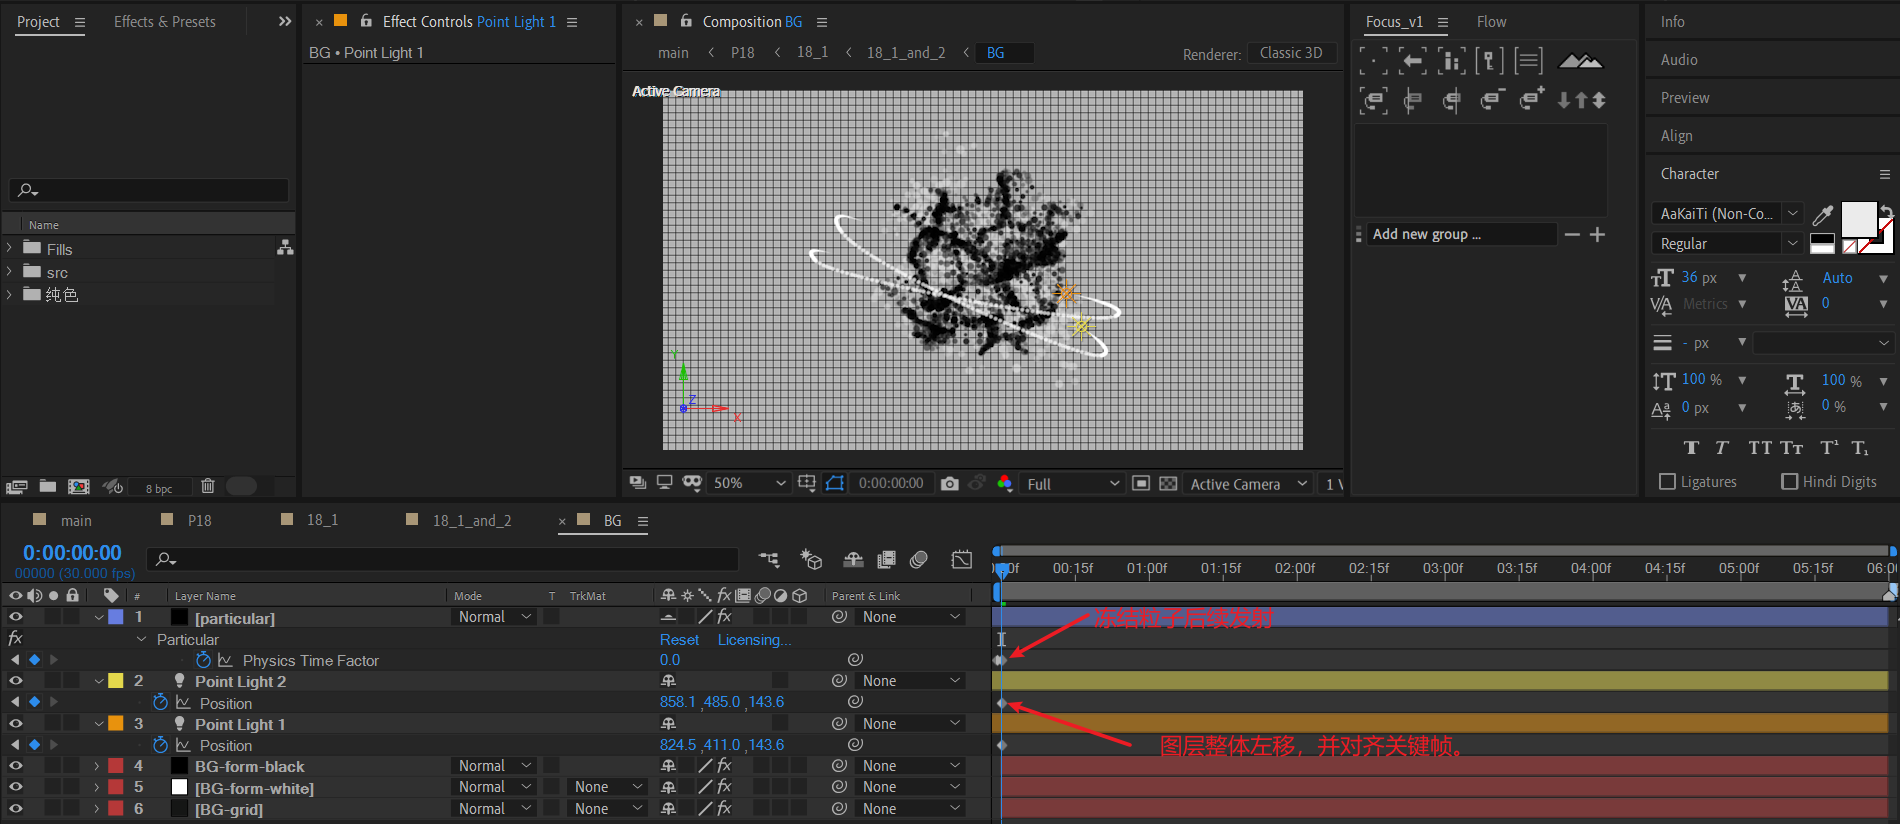 Project
Effects & Presets
Name
Fills
src
纯色
8 bpc
Effect Controls Point Light 1
BG • Point Light 1
Composition BG
main
P18
18_1
18_1_and_2
BG
Renderer:
Classic 3D
Active Camera
Y
Z
X
50%
0:00:00:00
Full
Active Camera
1 V
Focus_v1
Flow
Add new group ...
Info
Audio
Preview
Align
Character
AaKaiTi (Non-Co...
Regular
36 px
Auto
Metrics
0
- px
100 %
100 %
0 px
0 %
Ligatures
Hindi Digits
main
P18
18_1
18_1_and_2
BG
0:00:00:00
00000 (30.000 fps)
00:15f
01:00f
01:15f
02:00f
02:15f
03:00f
03:15f
04:00f
04:15f
05:00f
05:15f
06:0
#
Layer Name
Mode
T
TrkMat
Parent & Link
1
[particular]
Normal
None
冻结粒子后续发射
fx
Particular
Reset
Licensing...
Physics Time Factor
0.0
2
Point Light 2
None
Position
858.1 ,485.0 ,143.6
3
Point Light 1
None
Position
824.5 ,411.0 ,143.6
图层整体左移，并对齐关键帧。
4
BG-form-black
Normal
None
5
[BG-form-white]
Normal
None
None
6
[BG-grid]
Normal
None
None